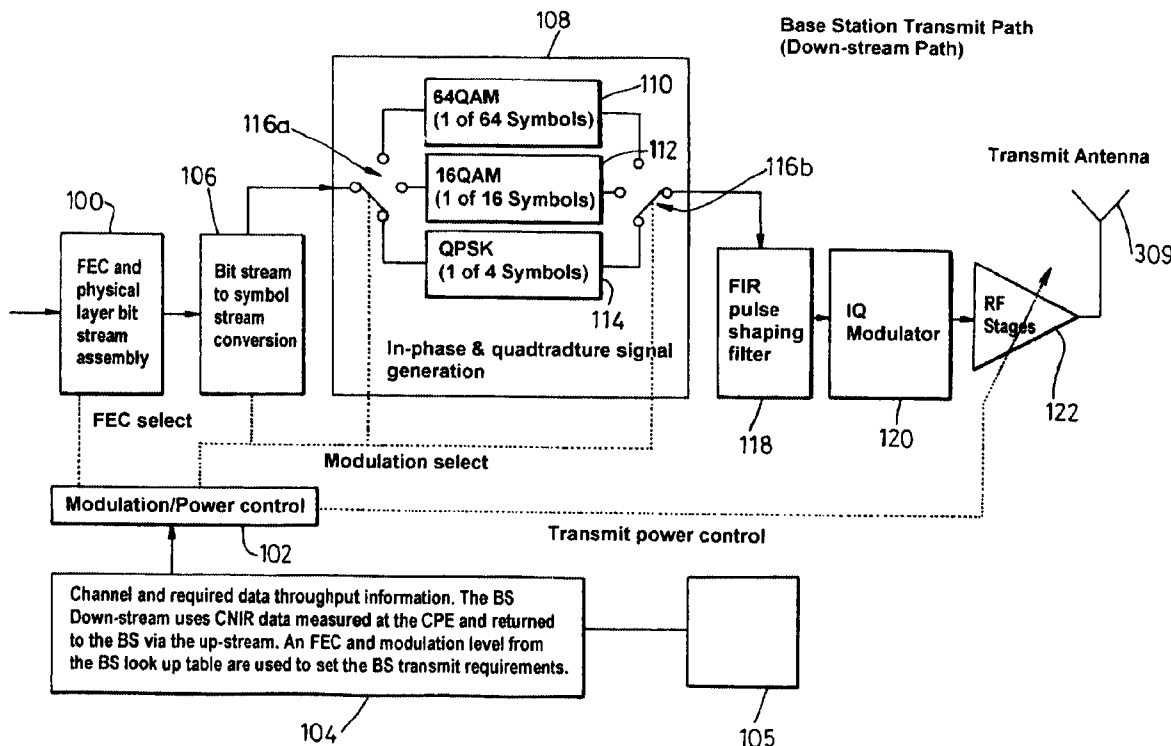 Base Station Transmit Path
(Down-stream Path)
108
64QAM
(1 of 64 Symbols)
110
116a
16QAM
(1 of 16 Symbols)
112
116b
Transmit Antenna
309
100
106
QPSK
(1 of 4 Symbols)
114
FEC and
physical
layer bit
stream
assembly
Bit stream
to symbol
stream
conversion
In-phase & quadtradture signal
generation
FIR
pulse
shaping
filter
118
IQ
Modulator
120
RF
Stages
122
FEC select
Modulation select
Modulation/Power control
102
Transmit power control
Channel and required data throughput information. The BS
Down-stream uses CNIR data measured at the CPE and returned
to the BS via the up-stream. An FEC and modulation level from
the BS look up table are used to set the BS transmit requirements.
104
105